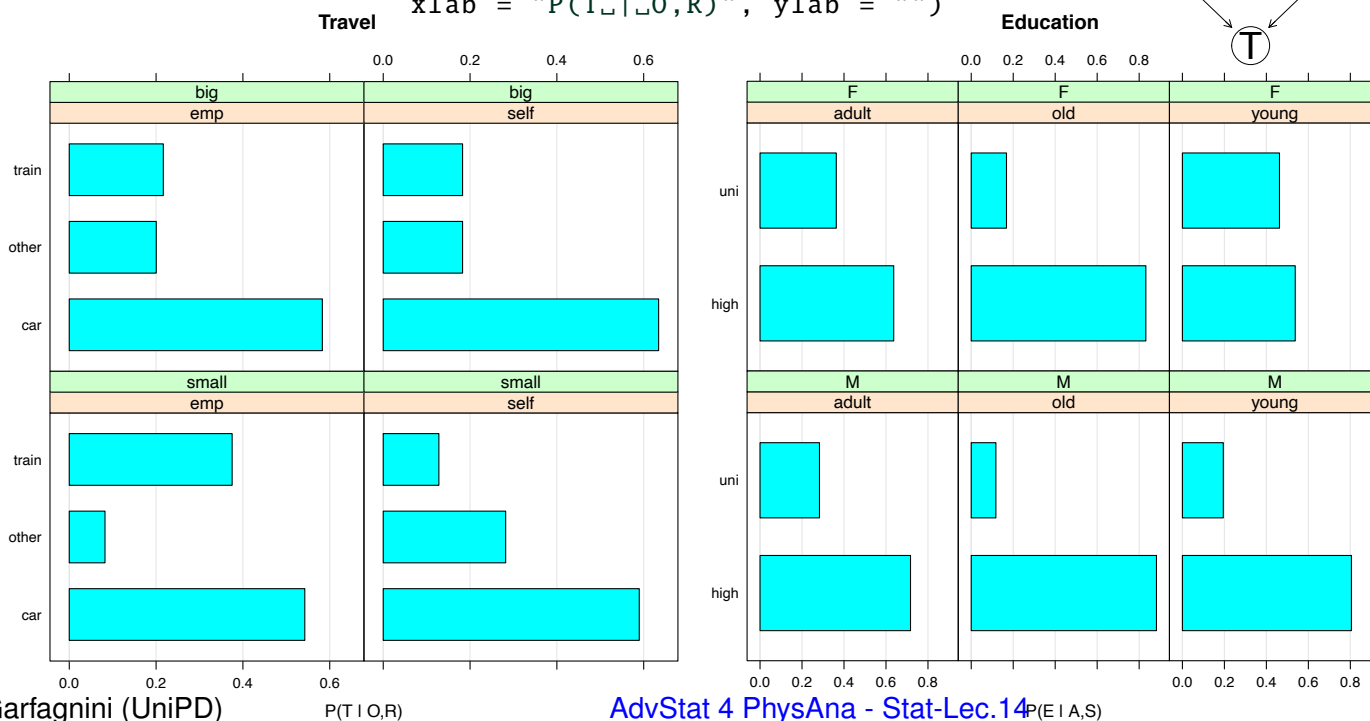 xlab = "P(T␣|␣O,R)", ylab = "")
T
Travel
0.2 0.0 0.2 0.4 0.6
big big
emp self
train
other
car
small small
emp self
train
other
car
0.0 0.2 0.4 0.6
P(T | O,R)
Education
0.0 0.2 0.4 0.6 0.8
F F F
adult old young
uni
high
M M M
adult old young
uni
high
0.0 0.2 0.4 0.6 0.8 0.0 0.2 0.4 0.6 0.8
P(E | A,S)
arfagnini (UniPD) AdvStat 4 PhysAna - Stat-Lec.14